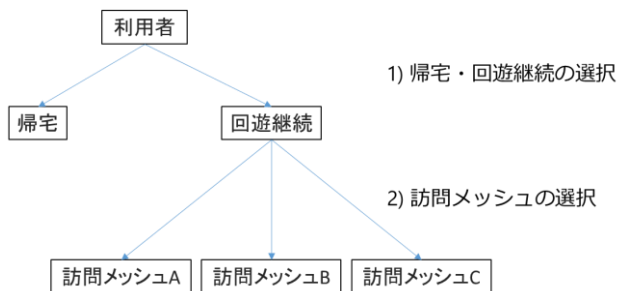 利用者
1) 帰宅・回遊継続の選択
帰宅
回遊継続
2) 訪問メッシュの選択
訪問メッシュA
訪問メッシュB
訪問メッシュC